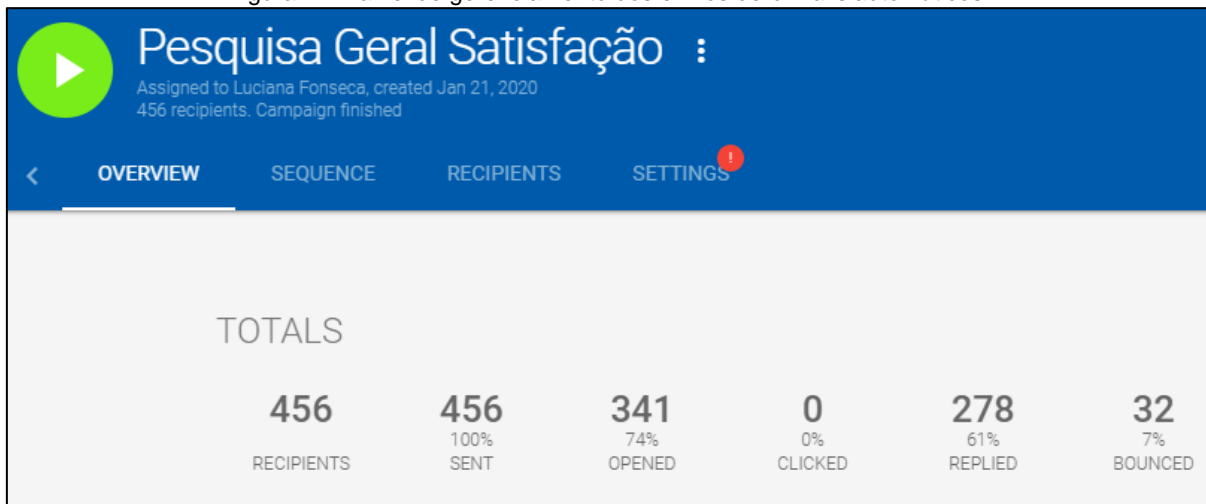 Pesquisa Geral Satisfação
Assigned to Luciana Fonseca, created Jan 21, 2020
456 recipients. Campaign finished
OVERVIEW SEQUENCE RECIPIENTS SETTINGS !
TOTALS
456 456 341 0 278 32
100% 74% 0% 61% 7%
RECIPIENTS SENT OPENED CLICKED REPLIED BOUNCED